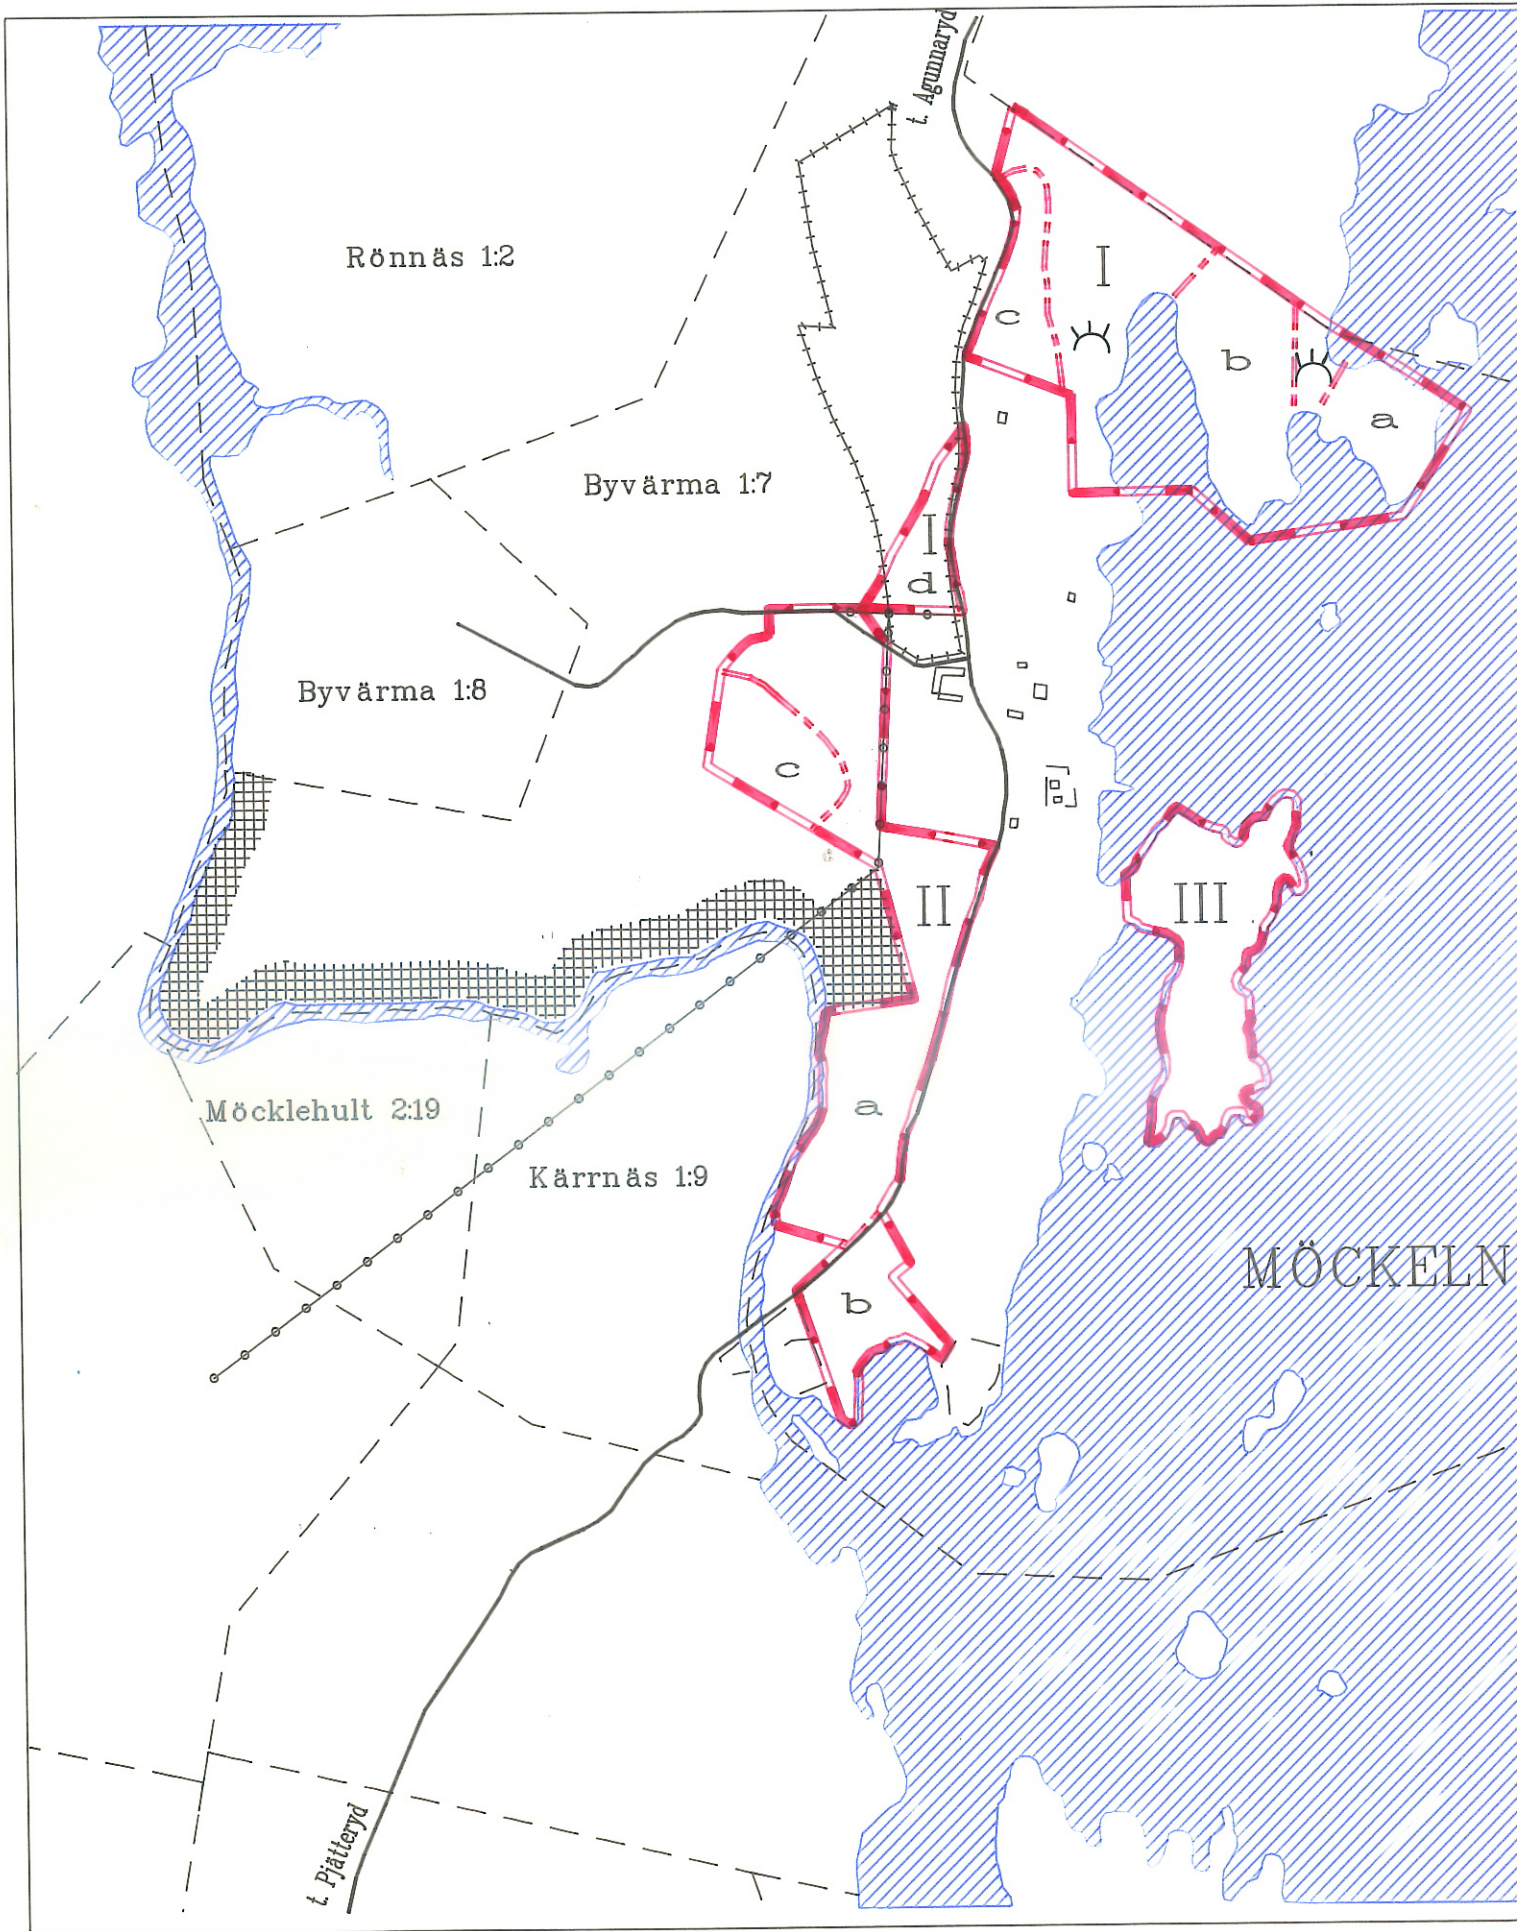 t. Agunnaryd
Rönnäs 1:2
I
c
b
a
Byvärma 1:7
I
d
Byvärma 1:8
c
II
III
a
Möcklehult 2:19
Kärrnäs 1:9
MÖCKELN
b
t. Pjätteryd